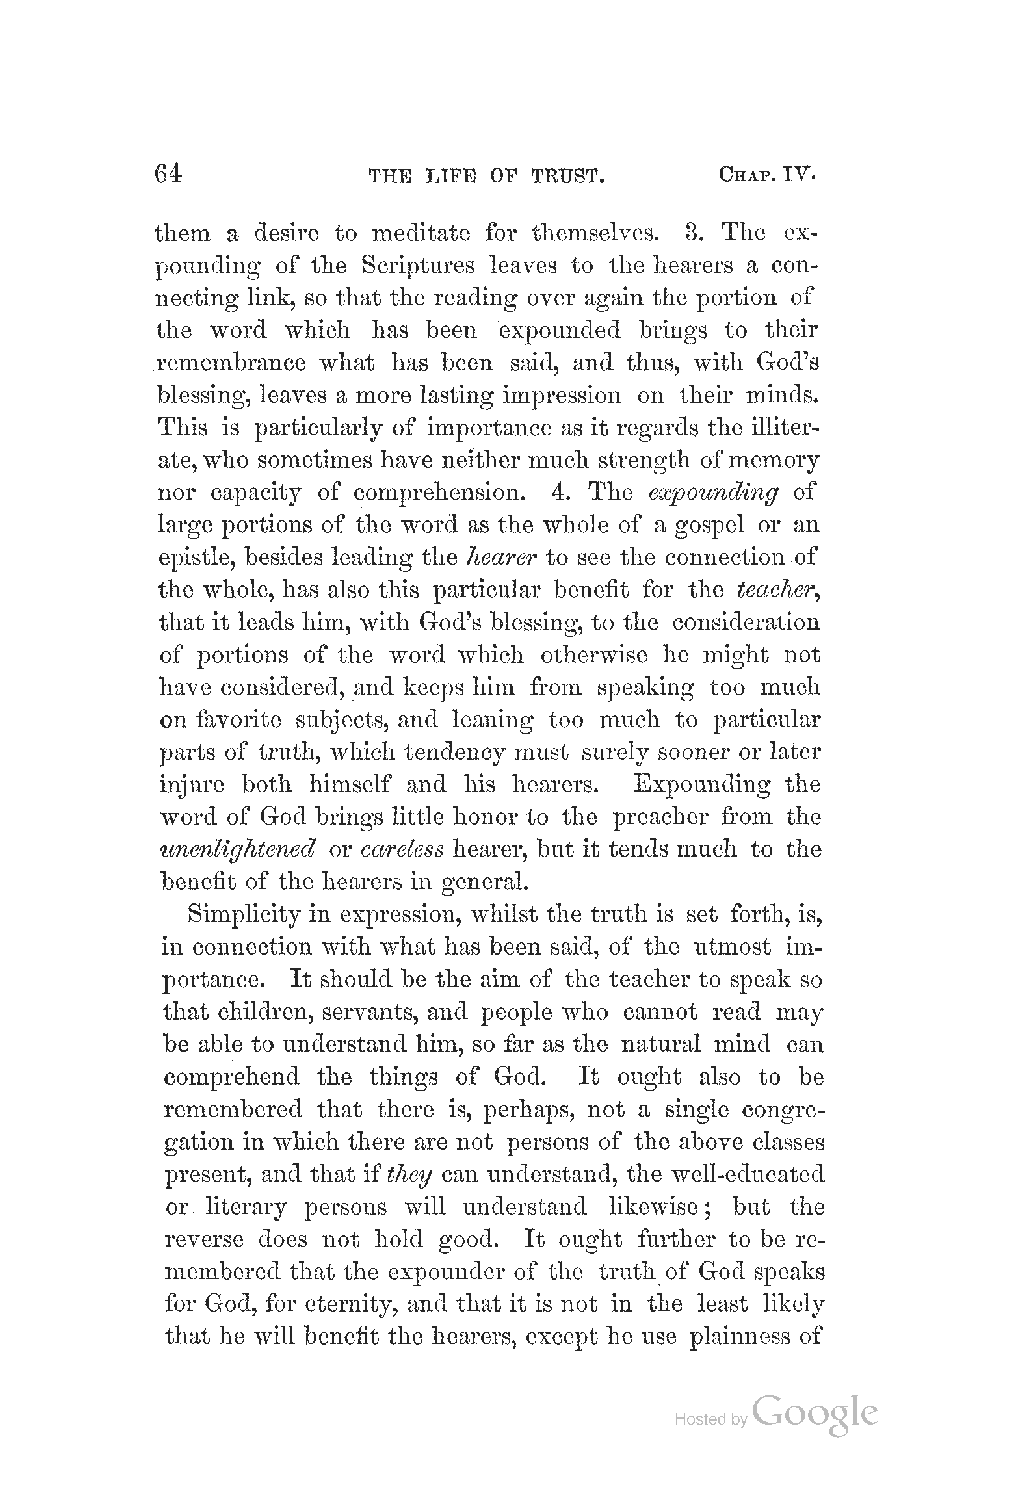 64 THE LIFE OF TRUST. CHAP. IV.
them a desire to meditate for themselves. 3. The ex-
pounding of the Scriptures leaves to the hearers a con-
necting link, so that the reading over again the portion of
the word which has been expounded brings to their
remembrance what has been said, and thus, with God's
blessing, leaves a more lasting impression on their minds.
This is particularly of importance as it regards the illiter-
ate, who sometimes have neither much strength of memory
nor capacity of comprehension. 4. The expounding of
large portions of the word as the whole of a gospel or an
epistle, besides leading the hearer to see the connection of
the whole, has also this particular benefit for the teacher,
that it leads him, with God's blessing, to the consideration
of portions of the word which otherwise he might not
have considered, and keeps him from speaking too much
on favorite subjects, and leaning too much to particular
parts of truth, which tendency must surely sooner or later
injure both himself and his hearers. Expounding the
word of God brings little honor to the preacher from the
unenlightened or careless hearer, but it tends much to the
benefit of the hearers in general.
Simplicity in expression, whilst the truth is set forth, is,
in connection with what has been said, of the utmost im-
portance. It should be the aim of the teacher to speak so
that children, servants, and people who cannot read may
be able to understand him, so far as the natural mind can
comprehend the things of God. It ought also to be
remembered that there is, perhaps, not a single congre-
gation in which there are not persons of the above classes
present, and that if they can understand, the well-educated
or literary persons will understand likewise; but the
reverse does not hold good. It ought further to be re-
membered that the expounder of the truth of God speaks
for God, for eternity, and that it is not in the least likely
that he will benefit the hearers, except he use plainness of
Hosted by Google